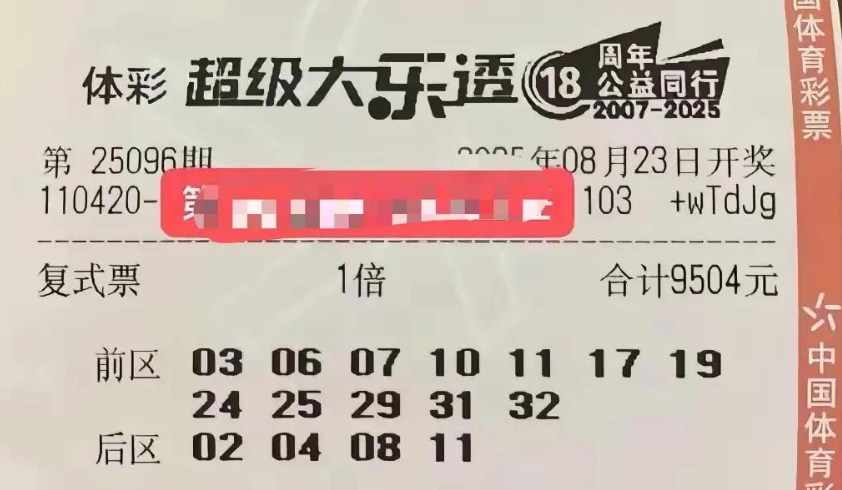 体彩 超级大乐透 18 周年 公益同行 2007-2025
第 25096期 2025年08月23日开奖
110420- 103 +wTdJg
复式票 1倍 合计9504元
前区 03 06 07 10 11 17 19
24 25 29 31 32
后区 02 04 08 11
国体育彩票
中国体育彩